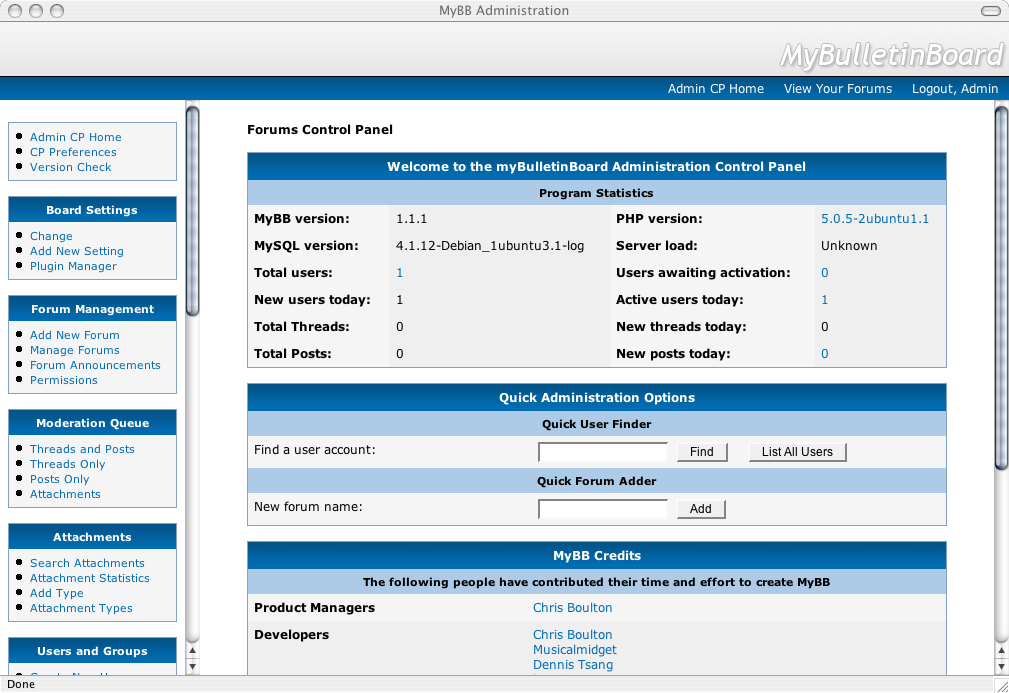 MyBB Administration
MyBulletinBoard
Admin CP Home View Your Forums Logout, Admin
Admin CP Home
CP Preferences
Version Check
Board Settings
Change
Add New Setting
Plugin Manager
Forum Management
Add New Forum
Manage Forums
Forum Announcements
Permissions
Moderation Queue
Threads and Posts
Threads Only
Posts Only
Attachments
Attachments
Search Attachments
Attachment Statistics
Add Type
Attachment Types
Users and Groups
Forums Control Panel
Welcome to the myBulletinBoard Administration Control Panel
Program Statistics
MyBB version: 1.1.1 PHP version: 5.0.5-2ubuntu1.1
MySQL version: 4.1.12-Debian_1ubuntu3.1-log Server load: Unknown
Total users: 1 Users awaiting activation: 0
New users today: 1 Active users today: 1
Total Threads: 0 New threads today: 0
Total Posts: 0 New posts today: 0
Quick Administration Options
Quick User Finder
Find a user account: Find List All Users
Quick Forum Adder
New forum name: Add
MyBB Credits
The following people have contributed their time and effort to create MyBB
Product Managers Chris Boulton
Developers Chris Boulton
Musicalmidget
Dennis Tsang
Done